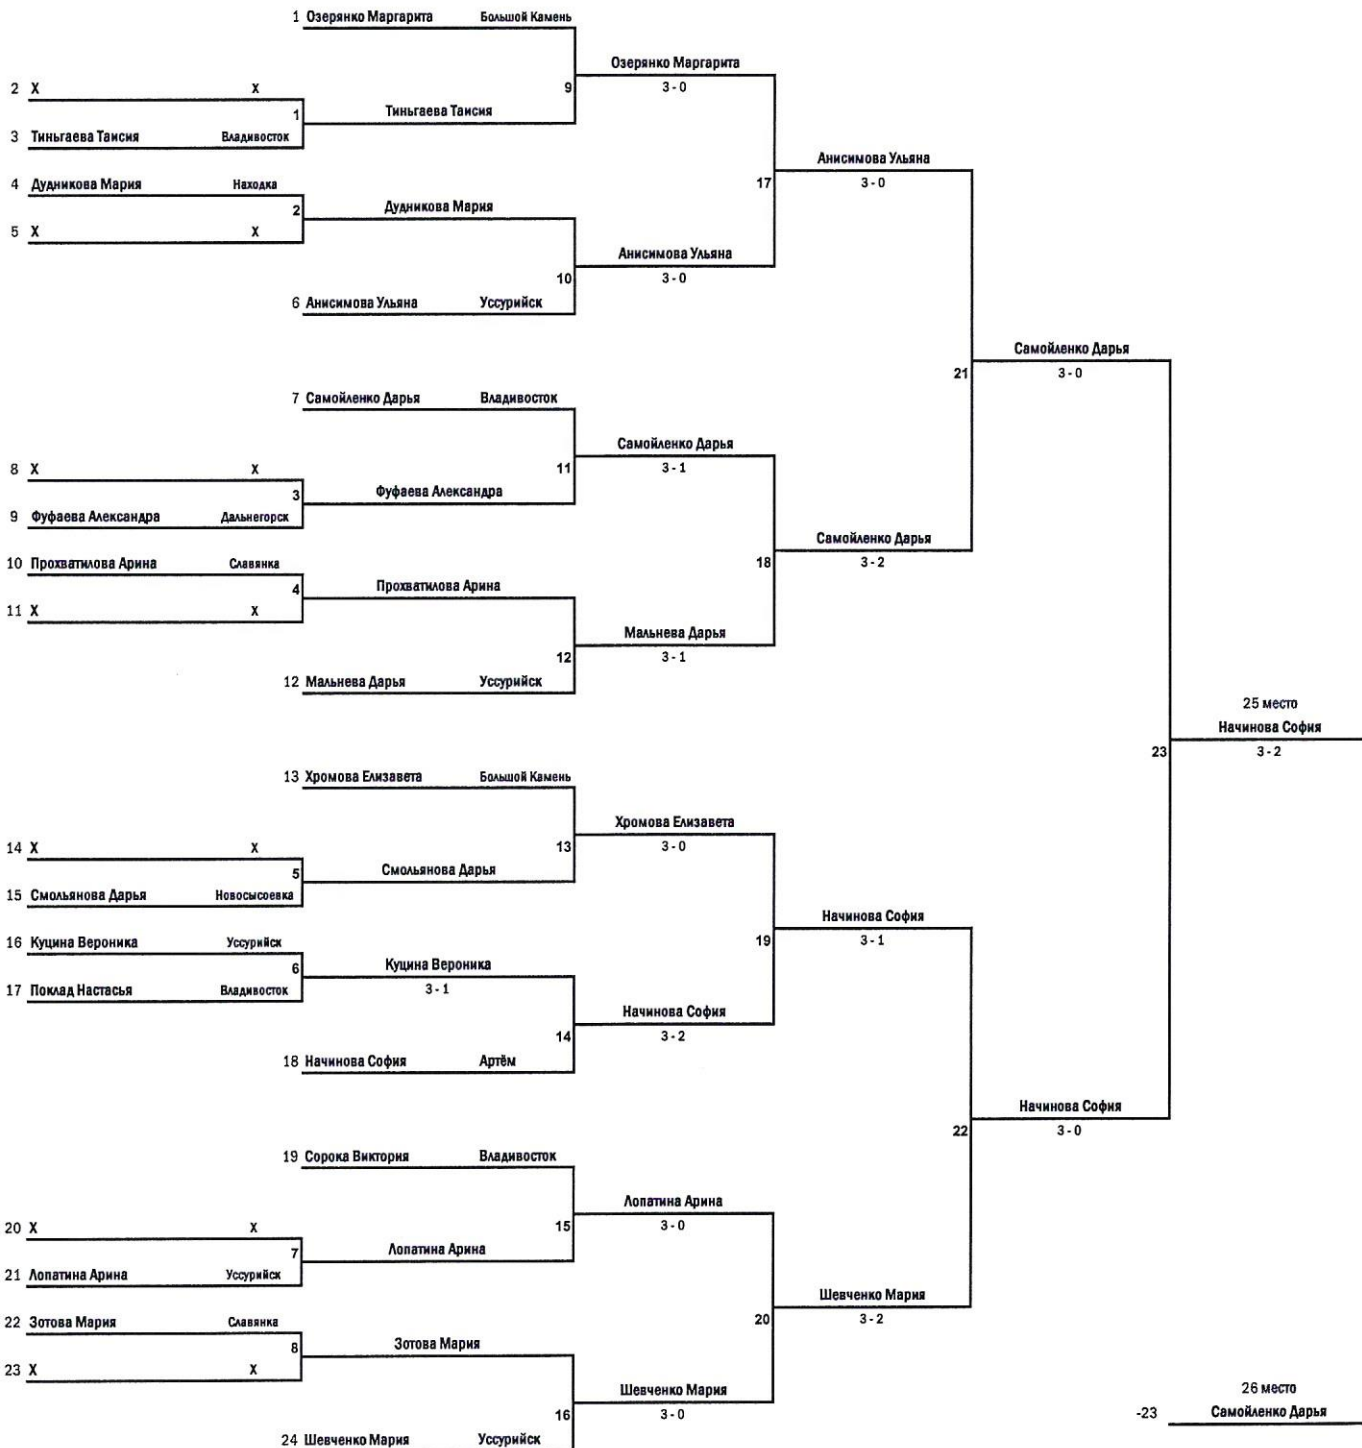 1 Озерянко Маргарита Большой Камень
Озерянко Маргарита
2 X X 9 3 - 0
1 Тиньгаева Таисия
3 Тиньгаева Таисия Владивосток
Анисимова Ульяна
4 Дудникова Мария Находка 17 3 - 0
2 Дудникова Мария
5 X X
Анисимова Ульяна
10 3 - 0
6 Анисимова Ульяна Уссурийск
Самойленко Дарья
21 3 - 0
7 Самойленко Дарья Владивосток
Самойленко Дарья
8 X X 11 3 - 1
3 Фуфаева Александра
9 Фуфаева Александра Дальнегорск
Самойленко Дарья
10 Прохватилова Арина Славянка 18 3 - 2
4 Прохватилова Арина
11 X X
Мальнева Дарья
12 3 - 1
12 Мальнева Дарья Уссурийск
25 место
Начинова София
23 3 - 2
13 Хромова Елизавета Большой Камень
Хромова Елизавета
14 X X 13 3 - 0
5 Смольянова Дарья
15 Смольянова Дарья Новосысоевка
Начинова София
16 Куцина Вероника Уссурийск 19 3 - 1
6 Куцина Вероника
17 Поклад Настасья Владивосток 3 - 1
Начинова София
14 3 - 2
18 Начинова София Артём
Начинова София
22 3 - 0
19 Сорока Виктория Владивосток
Лопатина Арина
20 X X 15 3 - 0
7 Лопатина Арина
21 Лопатина Арина Уссурийск
Шевченко Мария
22 Зотова Мария Славянка 20 3 - 2
8 Зотова Мария
23 X X
Шевченко Мария 26 место
16 3 - 0 -23 Самойленко Дарья
24 Шевченко Мария Уссурийск